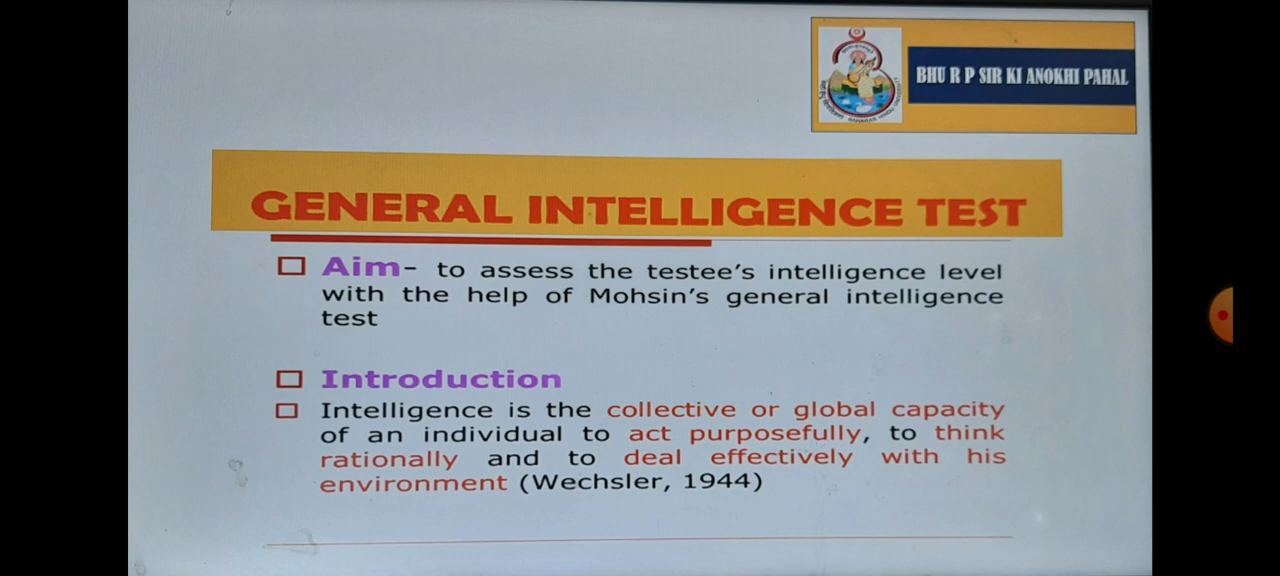 BHU R P SIR KI ANOKHI PAHAL
GENERAL INTELLIGENCE TEST
Aim- to assess the testee's intelligence level
with the help of Mohsin's general intelligence
test
Introduction
Intelligence is the collective or global capacity
of an individual to act purposefully, to think
rationally and to deal effectively with his
environment (Wechsler, 1944)